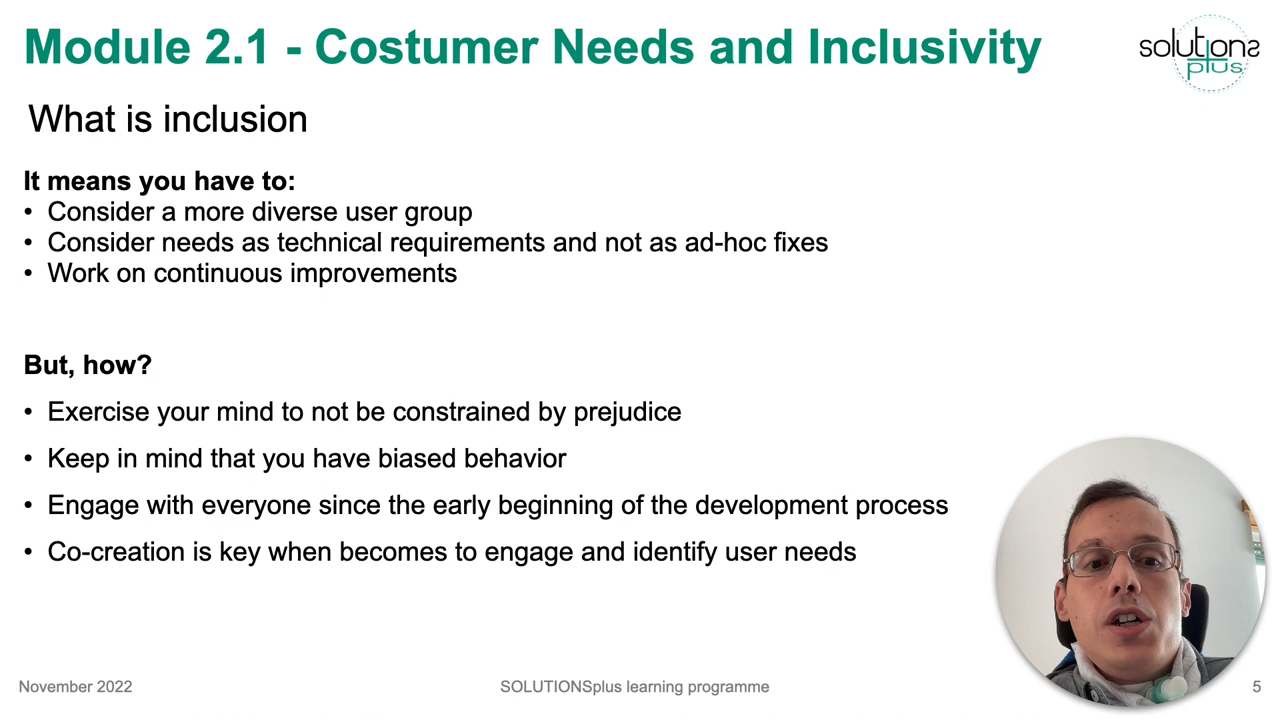 Module 2.1 - Costumer Needs and Inclusivity
solutions
plus
What is inclusion
It means you have to:
• Consider a more diverse user group
• Consider needs as technical requirements and not as ad-hoc fixes
• Work on continuous improvements
But, how?
• Exercise your mind to not be constrained by prejudice
• Keep in mind that you have biased behavior
• Engage with everyone since the early beginning of the development process
• Co-creation is key when becomes to engage and identify user needs
November 2022
SOLUTIONSplus learning programme
5